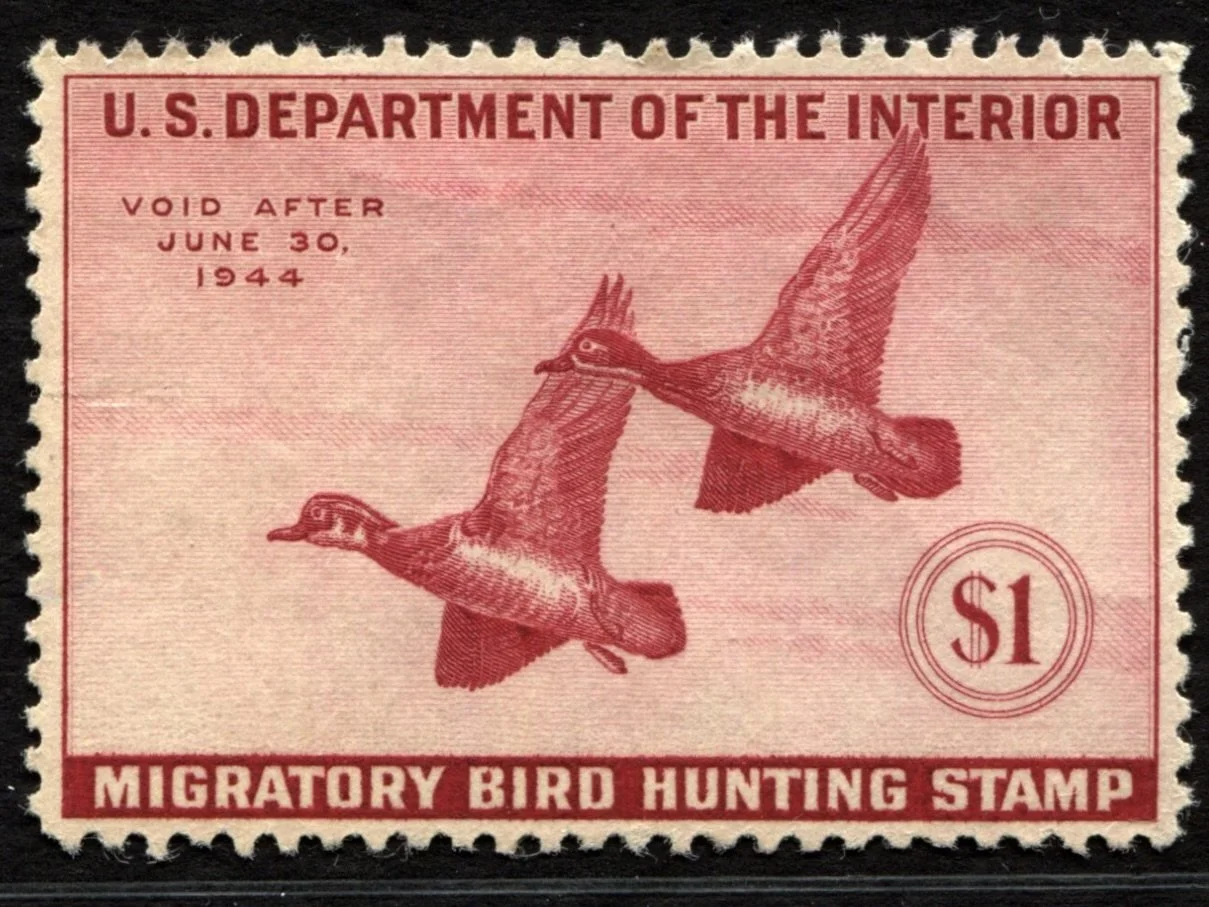 U. S. DEPARTMENT OF THE INTERIOR
VOID AFTER
JUNE 30,
1944
$1
MIGRATORY BIRD HUNTING STAMP